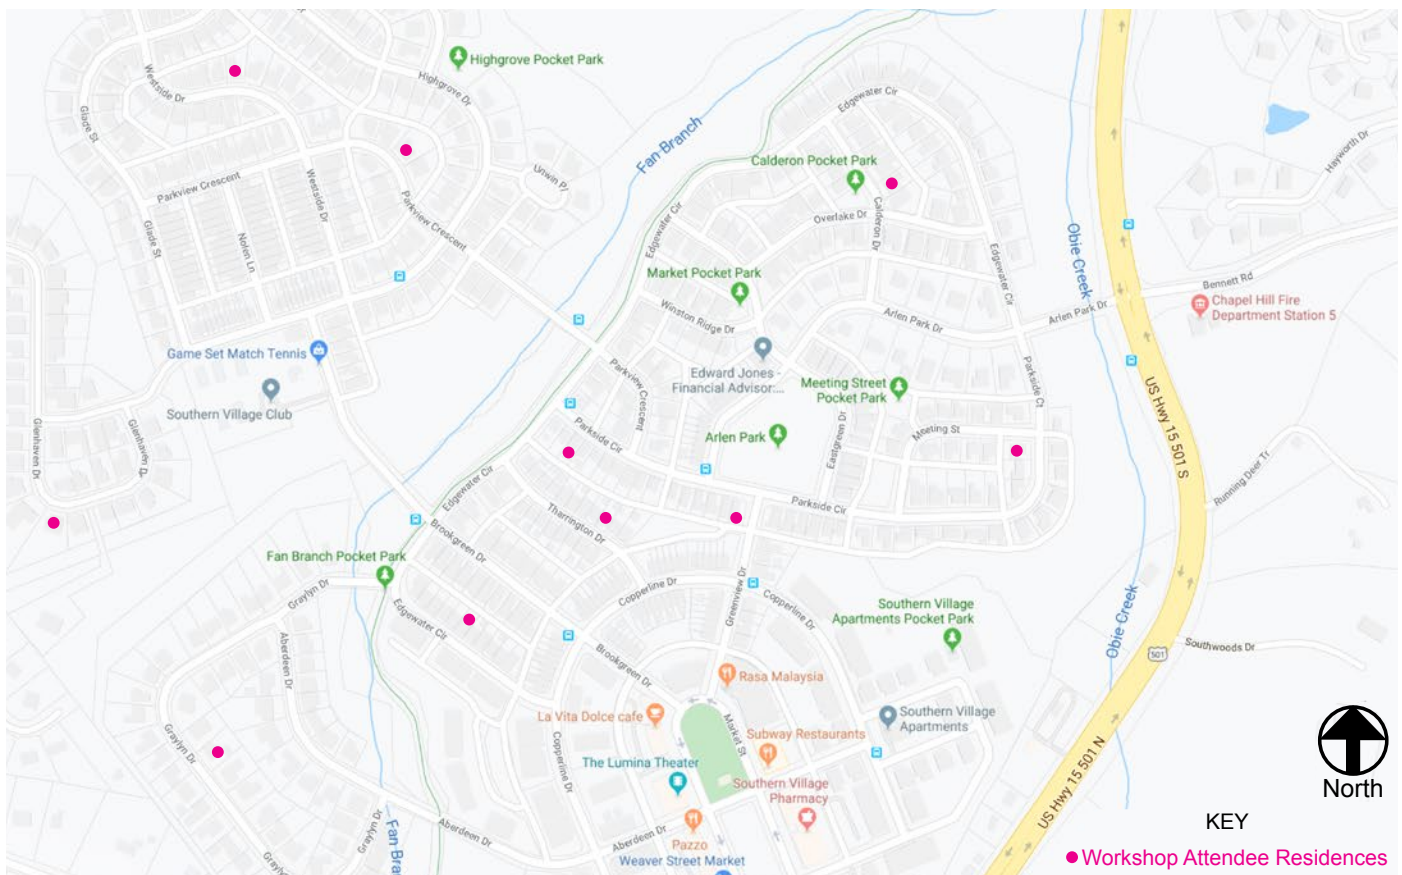 Highgrove Pocket Park
Westside Dr
Highgrove Dr
Glade St
Edgewater Cir
Fan Branch
Hayworth Dr
Calderon Pocket Park
Unwin Pl
Parkview Crescent
Westside Dr
Parkview Crescent
Edgewater Cir
Overlake Dr
Calderon Dr
Glade St
Nolen Ln
Obie Creek
Edgewater Cir
Market Pocket Park
Bennett Rd
Winston Ridge Dr
Arlen Park Dr
Arlen Park Dr
Chapel Hill Fire
Department Station 5
Game Set Match Tennis
Edward Jones -
Financial Advisor:...
Parkview Crescent
Parkside Ct
Meeting Street
Pocket Park
US Hwy 15 501 S
Southern Village Club
Glenhaven Dr
Glenhaven D
Parkside Cir
Arlen Park
Eastgreen Dr
Meeting St
Edgewater Cir
Running Deer Tr
Parkside Cir
Tharrington Dr
Brookgreen Dr
Fan Branch Pocket Park
Graylyn Dr
Copperline Dr
Greenview Dr
Copperline Dr
Southern Village
Apartments Pocket Park
Obie Creek
Edgewater Cir
Aberdeen Dr
Brookgreen Dr
501
Southwoods Dr
Rasa Malaysia
La Vita Dolce cafe
Market St
Southern Village
Apartments
Subway Restaurants
Graylyn Dr
Copperline Dr
The Lumina Theater
Southern Village
Pharmacy
US Hwy 15 501 N
North
Graylyn Dr
Fan Bra
Aberdeen Dr
Aberdeen Dr
Pazzo
KEY
Graylyn
Weaver Street Market
Workshop Attendee Residences